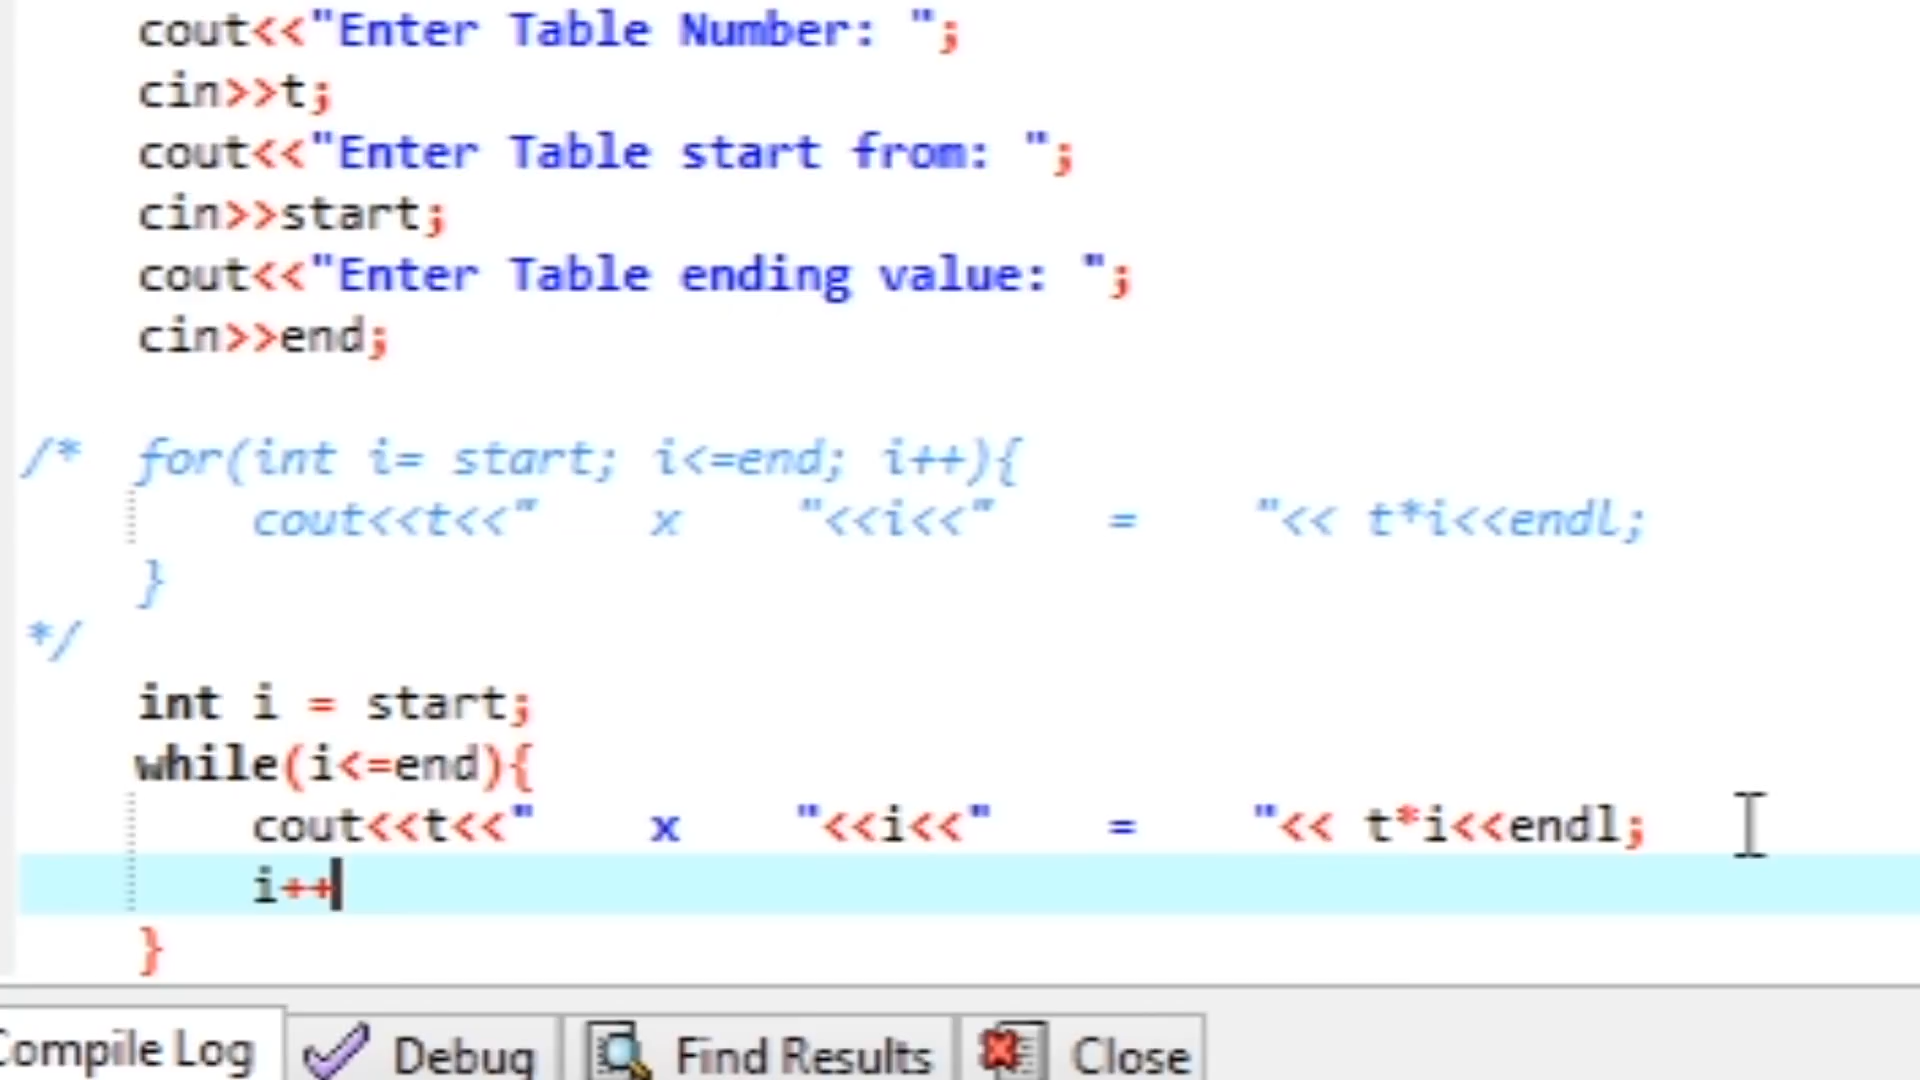 cout<<"Enter Table Number: ";
cin>>t;
cout<<"Enter Table start from: ";
cin>>start;
cout<<"Enter Table ending value: ";
cin>>end;
/*  for(int i= start; i<=end; i++){
        cout<<t<<"    x    "<<i<<"    =    "<< t*i<<endl;
    }
*/
    int i = start;
    while(i<=end){
        cout<<t<<"    x    "<<i<<"    =    "<< t*i<<endl;
        i++
    }
Compile Log Debug Find Results Close